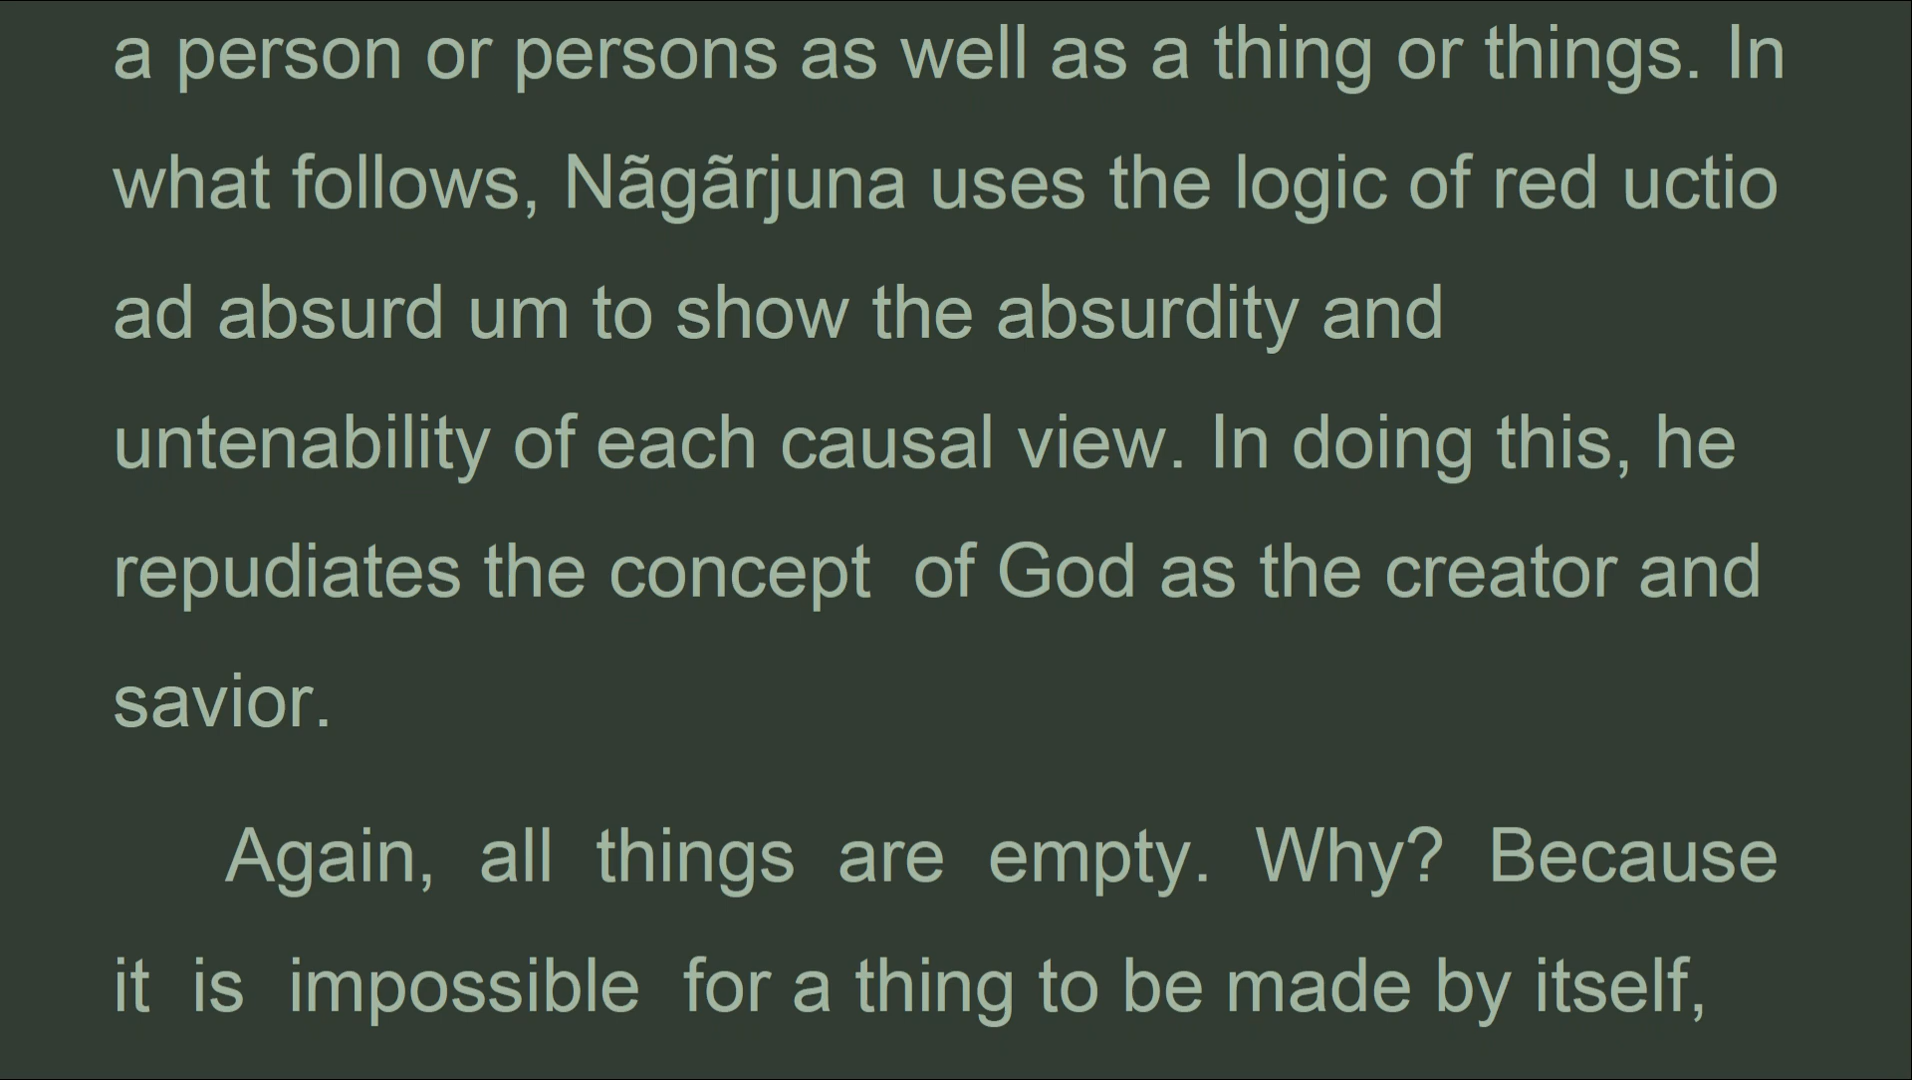 a person or persons as well as a thing or things. In
what follows, Nãgãrjuna uses the logic of red uctio
ad absurd um to show the absurdity and
untenability of each causal view. In doing this, he
repudiates the concept of God as the creator and
savior.
Again, all things are empty. Why? Because
it is impossible for a thing to be made by itself,